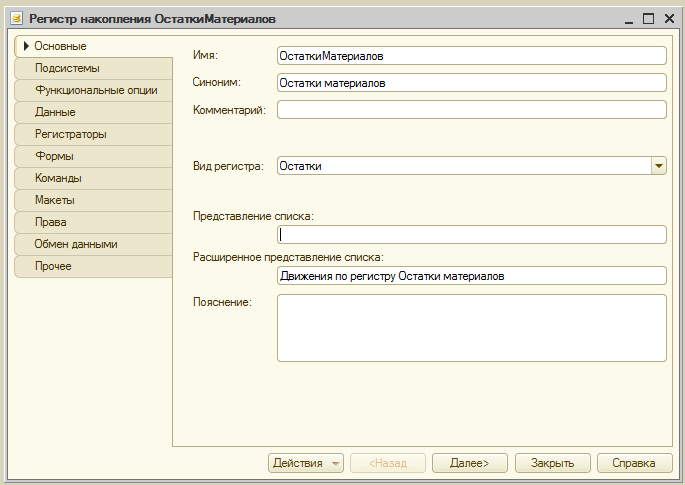 Регистр накопления ОстаткиМатериалов
Основные
Подсистемы
Функциональные опции
Данные
Регистраторы
Формы
Команды
Макеты
Права
Обмен данными
Прочее
Имя: ОстаткиМатериалов
Синоним: Остатки материалов
Комментарий:
Вид регистра: Остатки
Представление списка:
Расширенное представление списка:
Движения по регистру Остатки материалов
Пояснение:
Действия <Назад Далее> Закрыть Справка